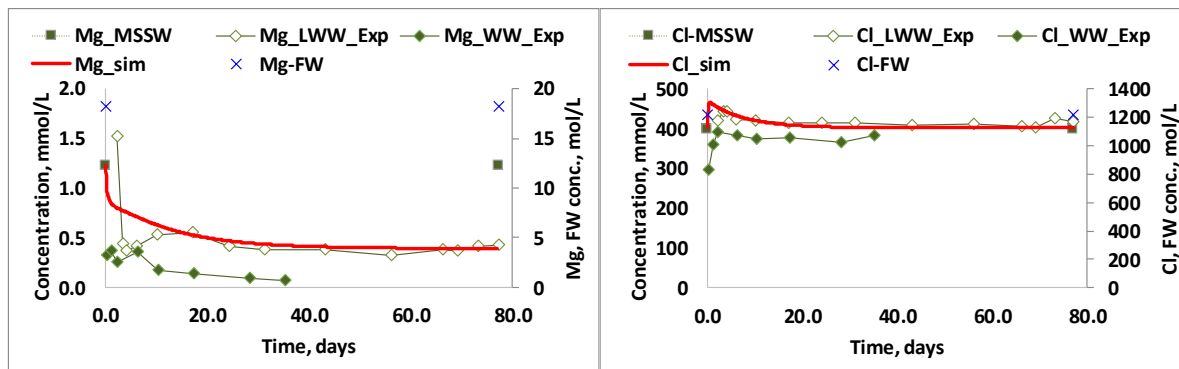 Mg_MSSW Mg_LWW_Exp Mg_WW_Exp
Mg_sim Mg-FW
2.0
1.5
1.0
0.5
0.0
Concentration, mmol/L
20
15
10
5
0
Mg, FW conc., mol/L
0.0 20.0 40.0 60.0 80.0
Time, days
Cl-MSSW Cl_LWW_Exp Cl_WW_Exp
Cl_sim Cl-FW
500
400
300
200
100
0
Concentration, mmol/L
1400
1200
1000
800
600
400
200
0
Cl, FW conc., mol/L
0.0 20.0 40.0 60.0 80.0
Time, days